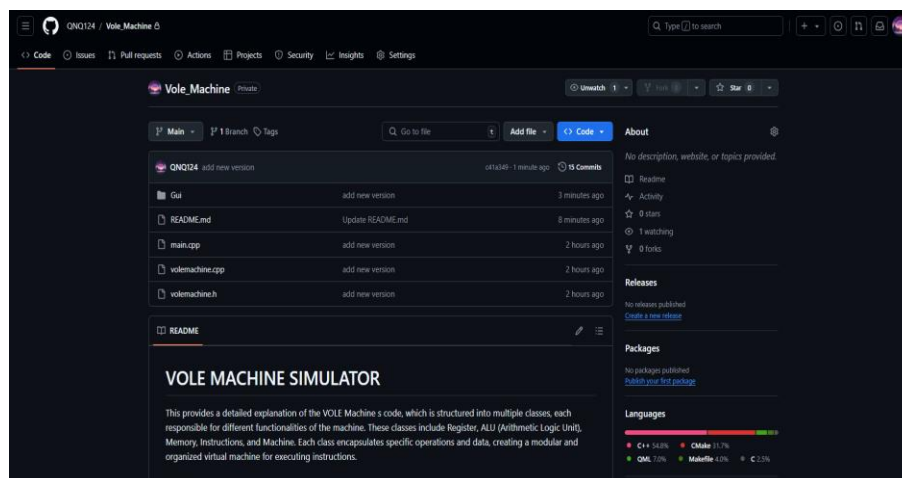 QNQ124 / Vole_Machine
Type / to search
Code Issues Pull requests Actions Projects Security Insights Settings
Vole_Machine Private
Unwatch 1 Fork 0 Star 0
Main 1 Branch Tags
Go to file t Add file Code
QNQ124 add new version c41a349 · 1 minute ago 15 Commits
Gui add new version 3 minutes ago
README.md Update README.md 8 minutes ago
main.cpp add new version 2 hours ago
volemachine.cpp add new version 2 hours ago
volemachine.h add new version 2 hours ago
README
VOLE MACHINE SIMULATOR
This provides a detailed explanation of the VOLE Machine s code, which is structured into multiple classes, each
responsible for different functionalities of the machine. These classes include Register, ALU (Arithmetic Logic Unit),
Memory, Instructions, and Machine. Each class encapsulates specific operations and data, creating a modular and
organized virtual machine for executing instructions.
About
No description, website, or topics provided.
Readme
Activity
0 stars
1 watching
0 forks
Releases
No releases published
Create a new release
Packages
No packages published
Publish your first package
Languages
C++ 54.8% CMake 31.7%
QML 7.0% Makefile 4.0% C 2.5%